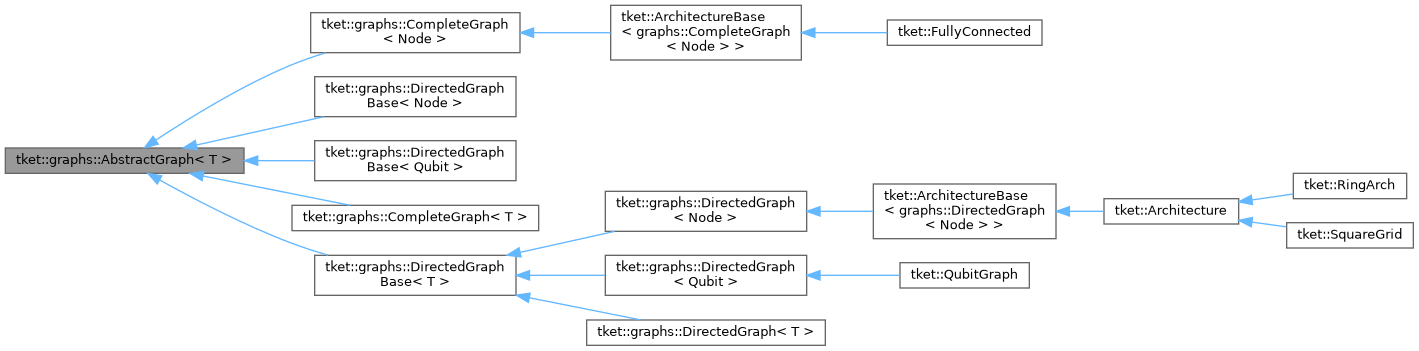 tket::graphs::AbstractGraph< T >
tket::graphs::CompleteGraph
< Node >
tket::ArchitectureBase
< graphs::CompleteGraph
< Node > >
tket::FullyConnected
tket::graphs::DirectedGraph
Base< Node >
tket::graphs::DirectedGraph
Base< Qubit >
tket::graphs::CompleteGraph< T >
tket::graphs::DirectedGraph
Base< T >
tket::graphs::DirectedGraph
< Node >
tket::ArchitectureBase
< graphs::DirectedGraph
< Node > >
tket::Architecture
tket::RingArch
tket::SquareGrid
tket::graphs::DirectedGraph
< Qubit >
tket::QubitGraph
tket::graphs::DirectedGraph< T >